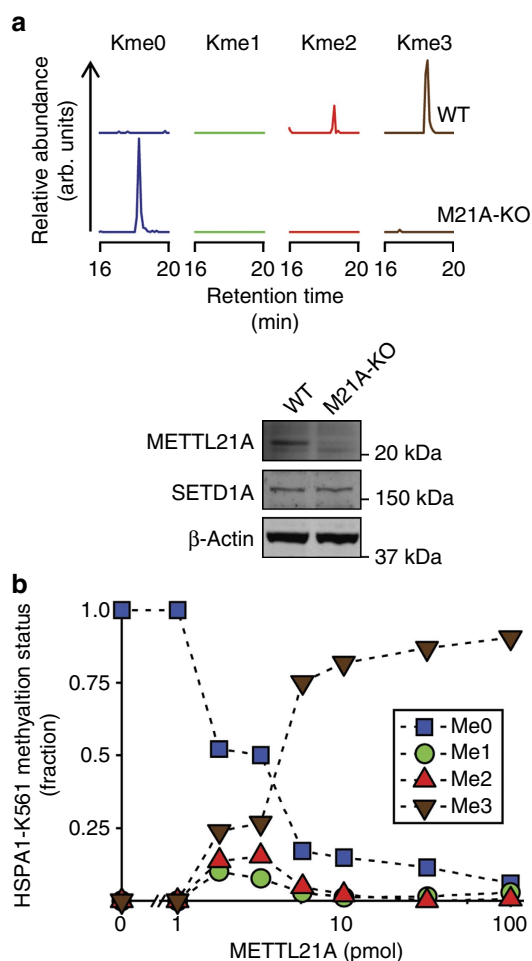 a
Kme0 Kme1 Kme2 Kme3
Relative abundance
(arb. units)
WT
M21A-KO
16 20 16 20 16 20 16 20
Retention time
(min)
WT M21A-KO
METTL21A
20 kDa
SETD1A
150 kDa
β-Actin
37 kDa
b
HSPA1-K561 methyaltion status
(fraction)
1.0
0.75
0.5
0.25
Me0
Me1
Me2
Me3
0 1 10 100
METTL21A (pmol)